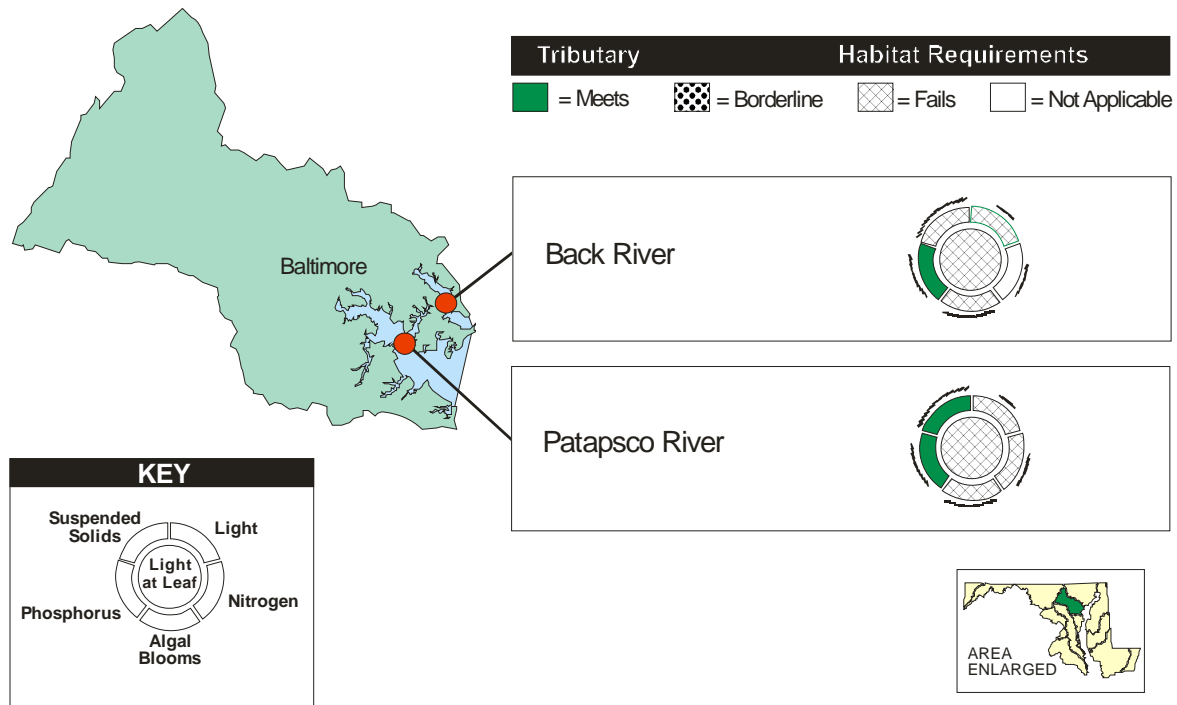 Tributary Habitat Requirements
= Meets = Borderline = Fails = Not Applicable
Baltimore
Back River
Patapsco River
KEY
Suspended
Solids
Light
Light
at Leaf
Phosphorus
Nitrogen
Algal
Blooms
AREA
ENLARGED